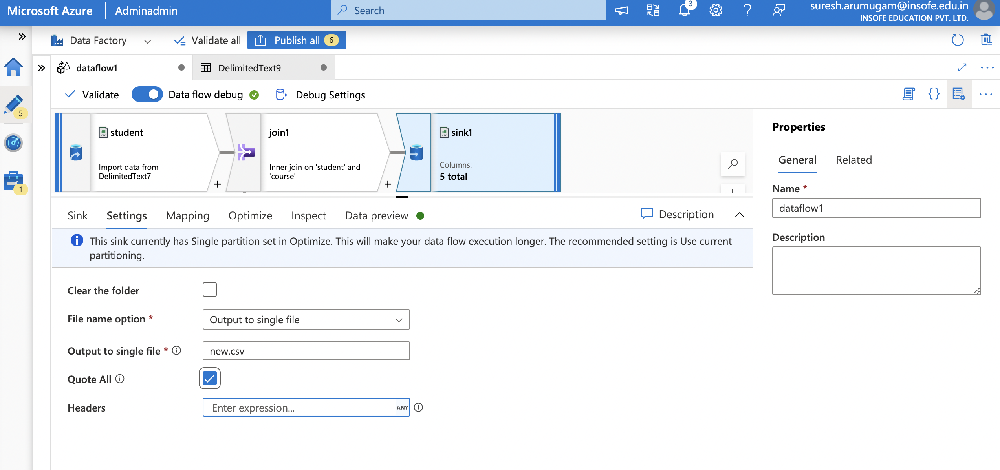 Microsoft Azure
Adminadmin
Search
3
suresh.arumugam@insofe.edu.in
INSOFE EDUCATION PVT. LTD.
Data Factory
Validate all
Publish all
6
dataflow1
DelimitedText9
Validate
Data flow debug
Debug Settings
5
1
student
Import data from
DelimitedText7
+
join1
Inner join on 'student' and
'course'
+
sink1
Columns:
5 total
Sink
Settings
Mapping
Optimize
Inspect
Data preview
Description
This sink currently has Single partition set in Optimize. This will make your data flow execution longer. The recommended setting is Use current
partitioning.
Clear the folder
File name option *
Output to single file
Output to single file *
new.csv
Quote All
Headers
Enter expression...
ANY
Properties
General
Related
Name *
dataflow1
Description